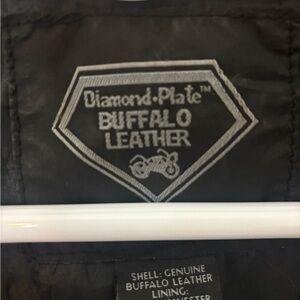 Diamond•Plate™
BUFFALO
LEATHER
SHELL: GENUINE
BUFFALO LEATHER
LINING: